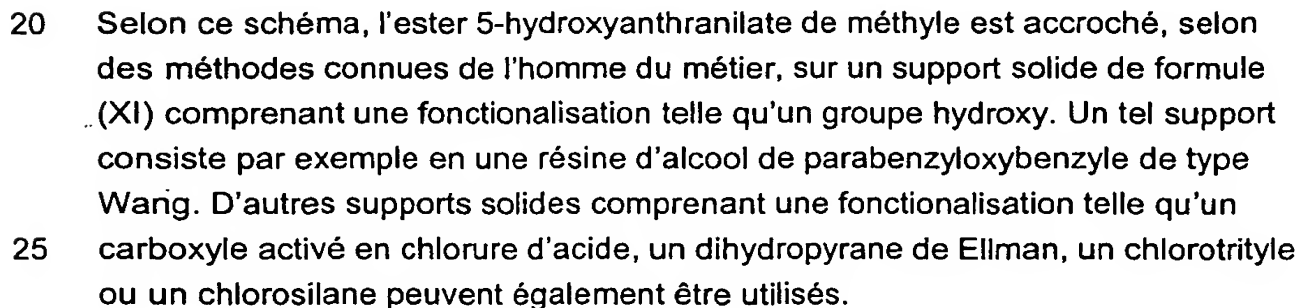 20 Selon ce schéma, l'ester 5-hydroxyanthranilate de méthyle est accroché, selon
des méthodes connues de l'homme du métier, sur un support solide de formule
(XI) comprenant une fonctionalisation telle qu'un groupe hydroxy. Un tel support
consiste par exemple en une résine d'alcool de parabenzyloxybenzyle de type
Wang. D'autres supports solides comprenant une fonctionalisation telle qu'un
25 carboxyle activé en chlorure d'acide, un dihydropyrane de Ellman, un chlorotrityle
ou un chlorosilane peuvent également être utilisés.